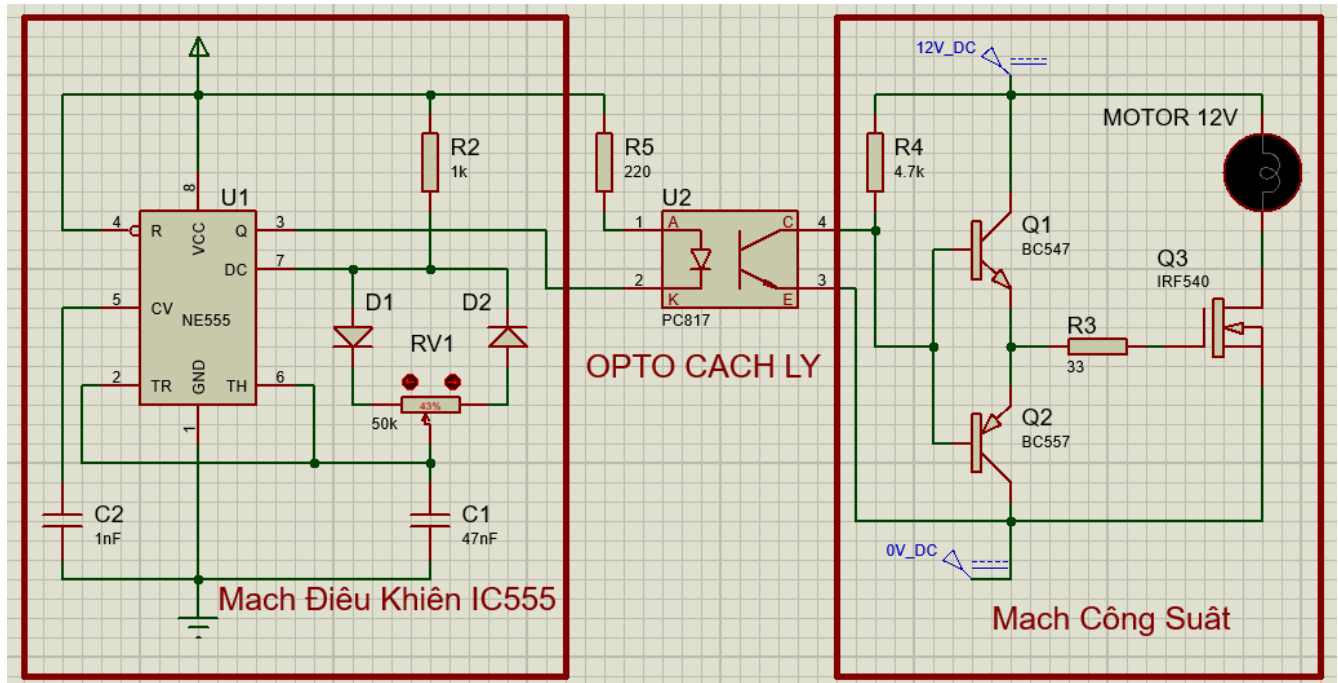 12V_DC
MOTOR 12V
R2
1k
R5
220
R4
4.7k
U1
U2
8
4
R
VCC
Q
3
1
A
C
4
Q1
BC547
DC
7
Q3
IRF540
2
K
E
3
PC817
5
CV
NE555
D1
D2
RV1
R3
33
OPTO CACH LY
2
TR
GND
TH
6
43%
50k
1
Q2
BC557
C2
1nF
C1
47nF
0V_DC
Mach Điêu Khiên IC555
Mach Công Suât